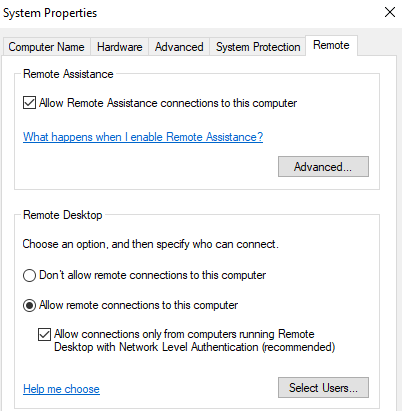 System Properties
Computer Name Hardware Advanced System Protection Remote
Remote Assistance
Allow Remote Assistance connections to this computer
What happens when I enable Remote Assistance?
Advanced...
Remote Desktop
Choose an option, and then specify who can connect.
Don't allow remote connections to this computer
Allow remote connections to this computer
Allow connections only from computers running Remote
Desktop with Network Level Authentication (recommended)
Help me choose Select Users...